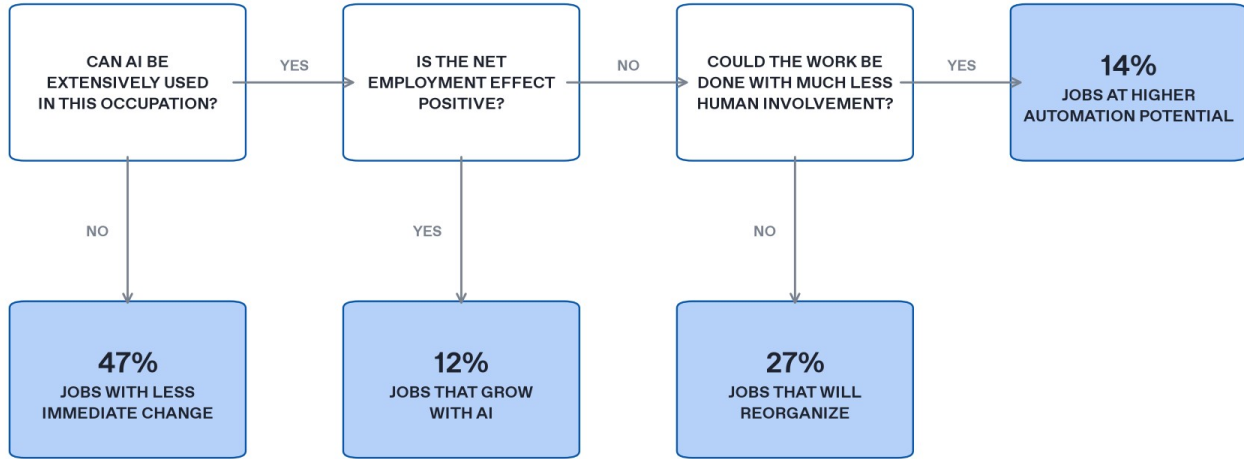 CAN AI BE
EXTENSIVELY USED
IN THIS OCCUPATION?
YES
IS THE NET
EMPLOYMENT EFFECT
POSITIVE?
NO
COULD THE WORK BE
DONE WITH MUCH LESS
HUMAN INVOLVEMENT?
YES
14%
JOBS AT HIGHER
AUTOMATION POTENTIAL
NO
YES
NO
47%
JOBS WITH LESS
IMMEDIATE CHANGE
12%
JOBS THAT GROW
WITH AI
27%
JOBS THAT WILL
REORGANIZE